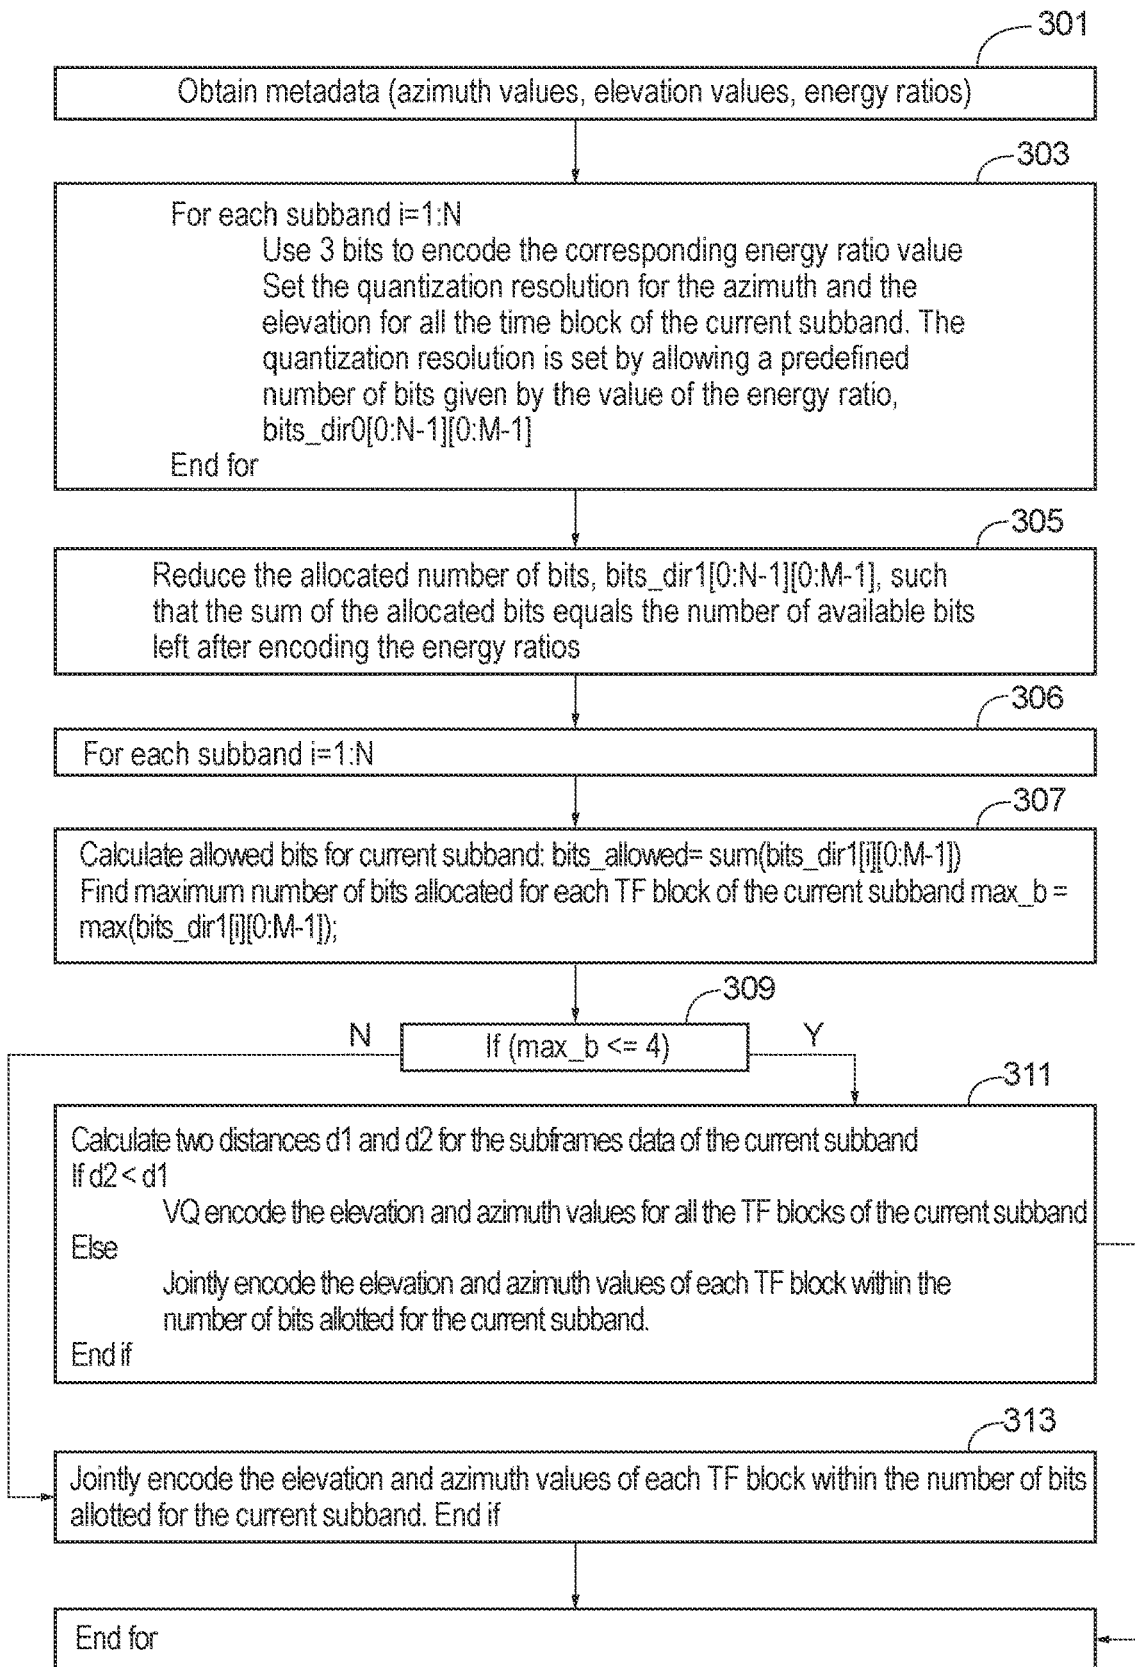 301
Obtain metadata (azimuth values, elevation values, energy ratios)
303
For each subband i=1:N
Use 3 bits to encode the corresponding energy ratio value
Set the quantization resolution for the azimuth and the
elevation for all the time block of the current subband. The
quantization resolution is set by allowing a predefined
number of bits given by the value of the energy ratio,
bits_dir0[0:N-1][0:M-1]
End for
305
Reduce the allocated number of bits, bits_dir1[0:N-1][0:M-1], such
that the sum of the allocated bits equals the number of available bits
left after encoding the energy ratios
306
For each subband i=1:N
307
Calculate allowed bits for current subband: bits_allowed= sum(bits_dir1[i][0:M-1])
Find maximum number of bits allocated for each TF block of the current subband max_b =
max(bits_dir1[i][0:M-1]);
309
N
If (max_b <= 4)
Y
311
Calculate two distances d1 and d2 for the subframes data of the current subband
If d2 < d1
VQ encode the elevation and azimuth values for all the TF blocks of the current subband
Else
Jointly encode the elevation and azimuth values of each TF block within the
number of bits allotted for the current subband.
End if
313
Jointly encode the elevation and azimuth values of each TF block within the number of bits
allotted for the current subband. End if
End for